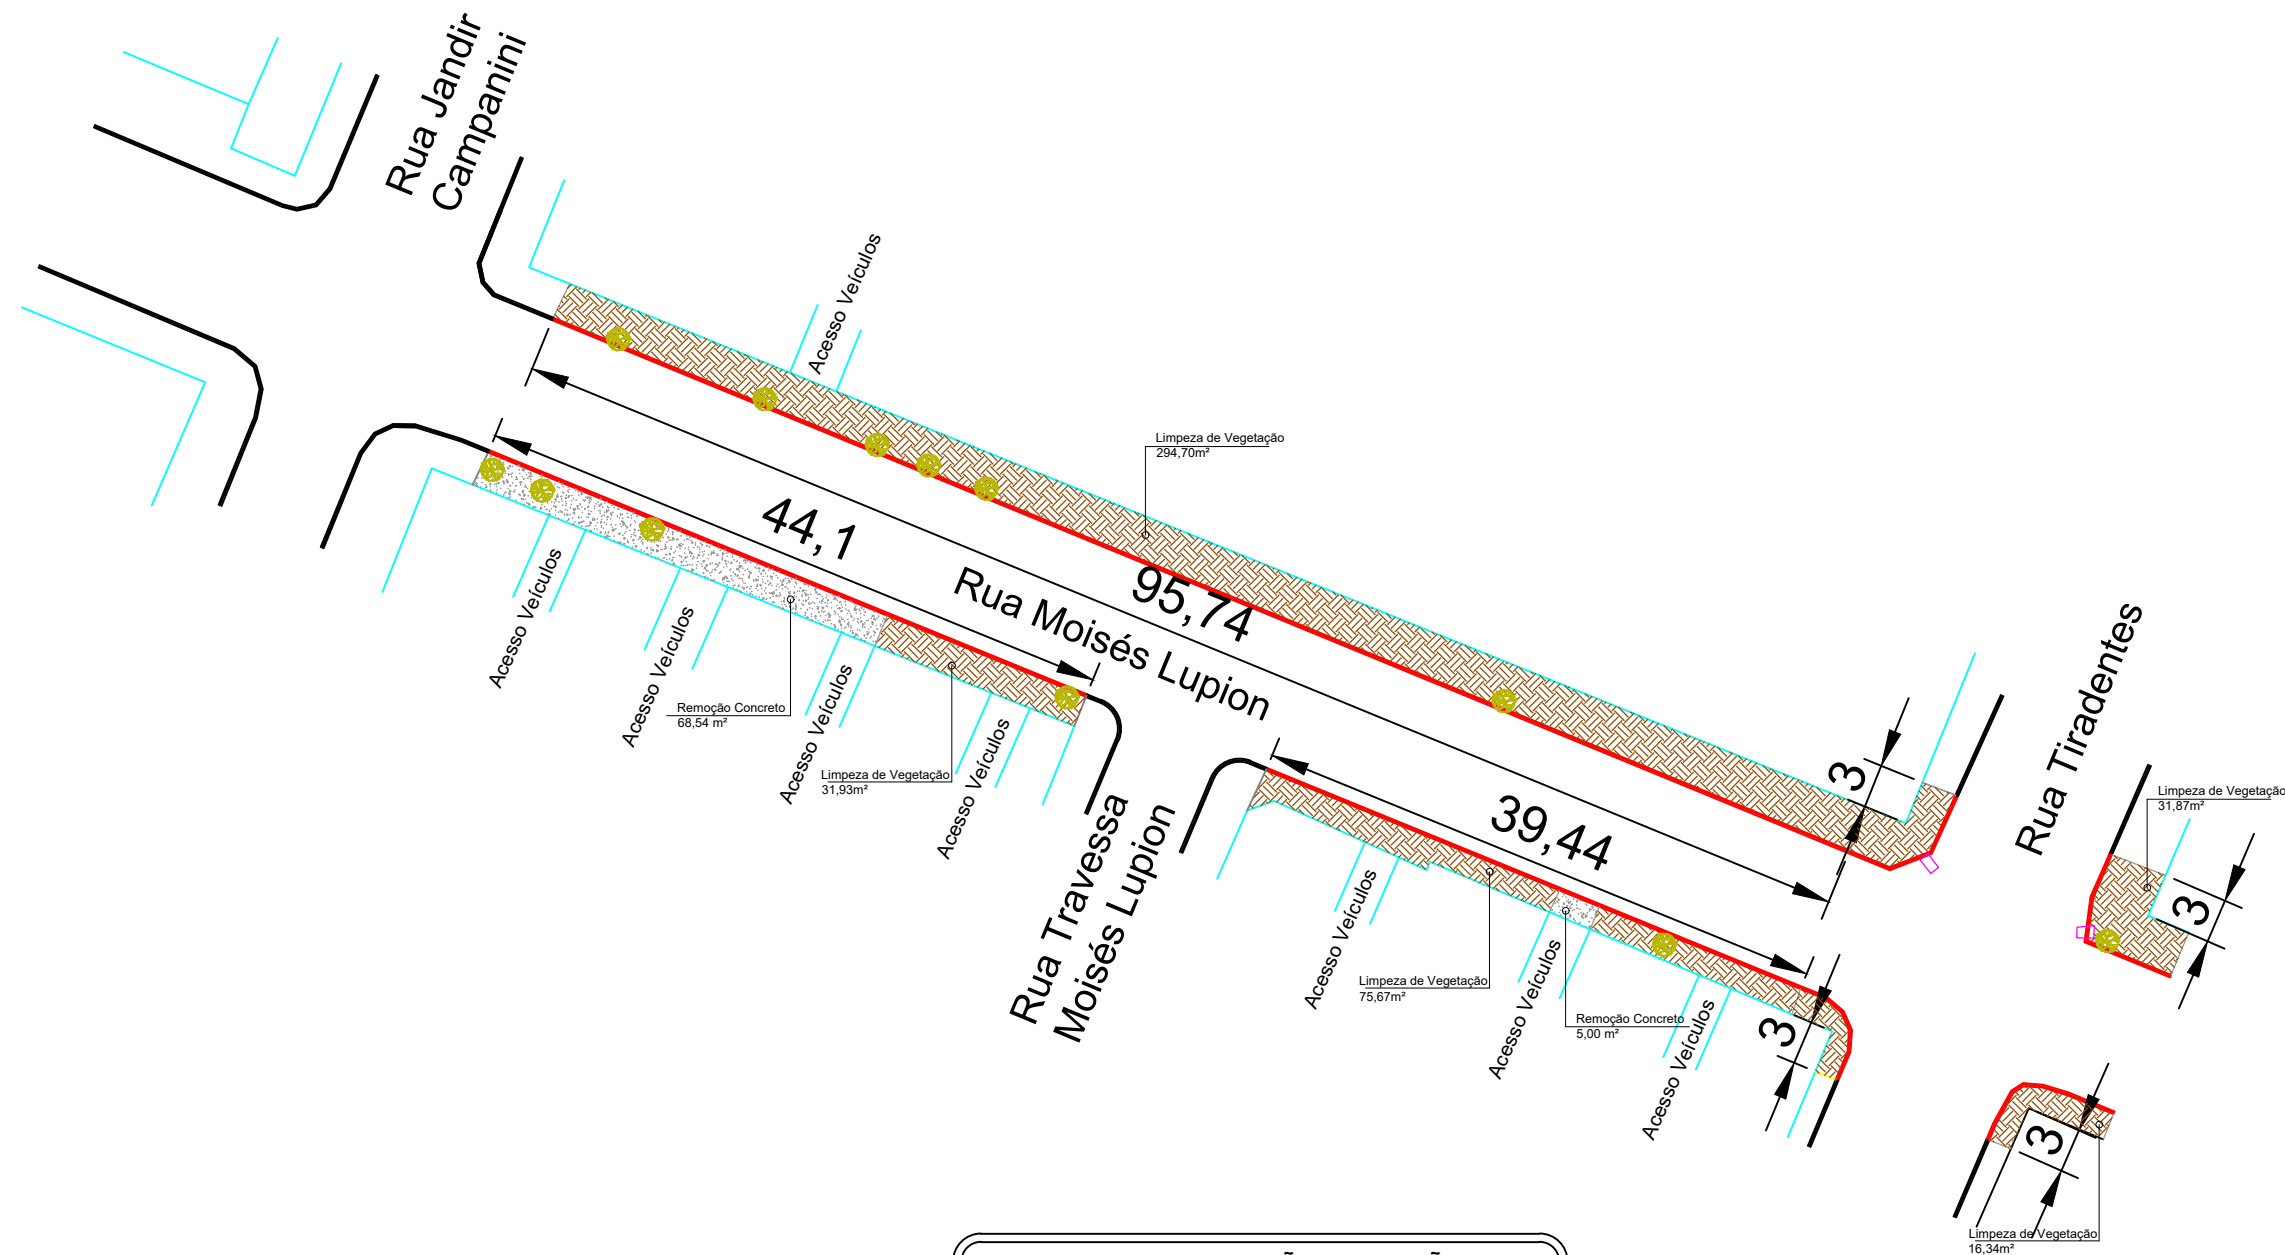 Rua Jandir
Campanini
Acesso Veículos
Limpeza de Vegetação
294,70m²
44,1
95,74
Rua Moisés Lupion
Acesso Veículos
Acesso Veículos
Remoção Concreto
68,54 m²
Acesso Veículos
Limpeza de Vegetação
31,93m²
Acesso Veículos
Rua Travessa
Moisés Lupion
39,44
3
Rua Tiradentes
Limpeza de Vegetação
31,87m²
3
Acesso Veículos
Limpeza de Vegetação
75,67m²
Acesso Veículos
Remoção Concreto
5,00 m²
Acesso Veículos
3
3
Limpeza de Vegetação
16,34m²